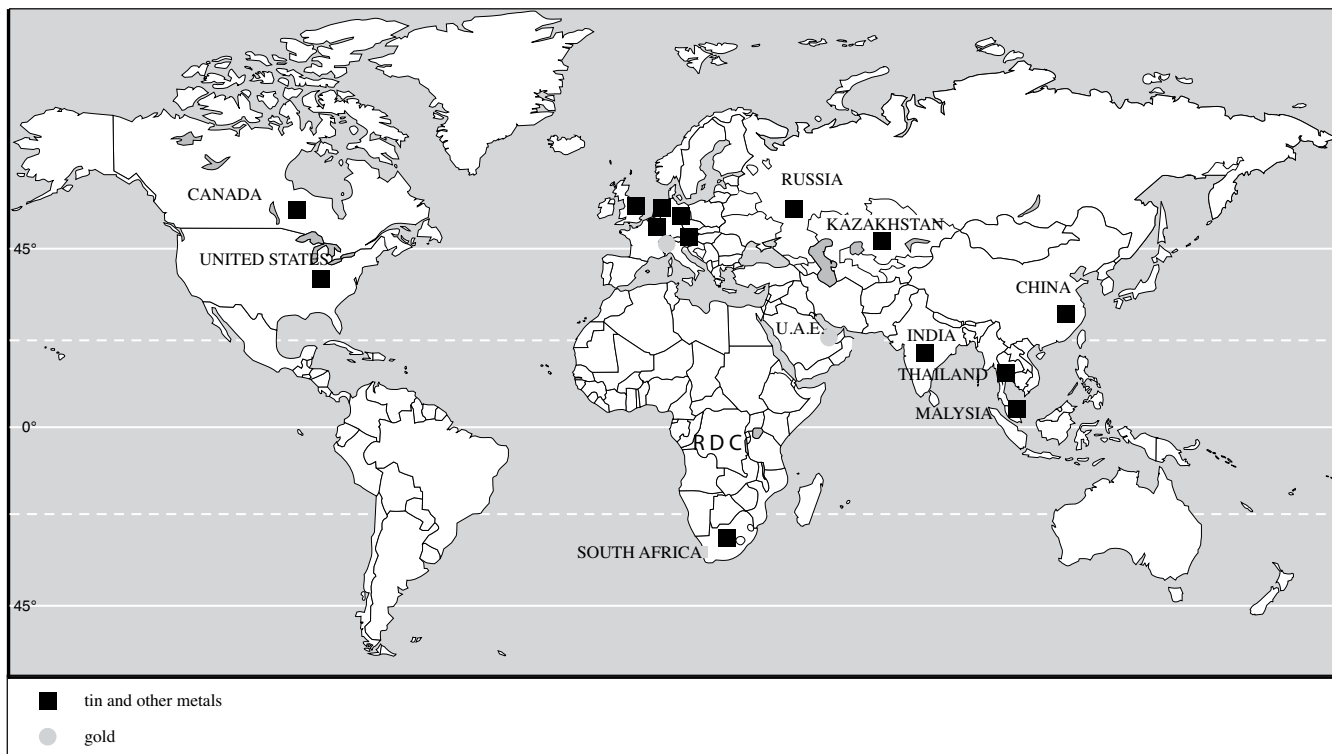 RUSSIA
CANADA
KAZAKHSTAN
45°
UNITED STATES
CHINA
U.A.E.
INDIA
THAILAND
MALYSIA
0°
RDC
SOUTH AFRICA
45°
tin and other metals
gold